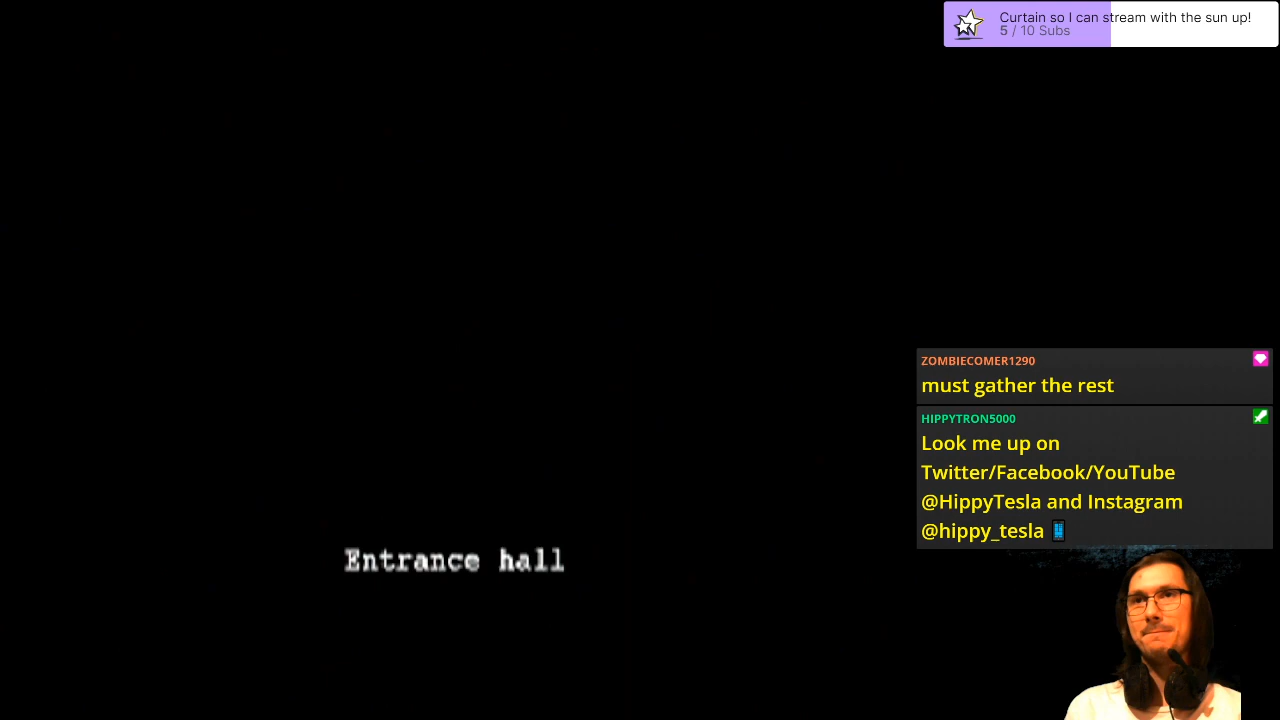 Curtain so I can stream with the sun up!
5 / 10 Subs
ZOMBIECOMER1290
must gather the rest
HIPPYTRON5000
Look me up on
Twitter/Facebook/YouTube
@HippyTesla and Instagram
@hippy_tesla
Entrance hall